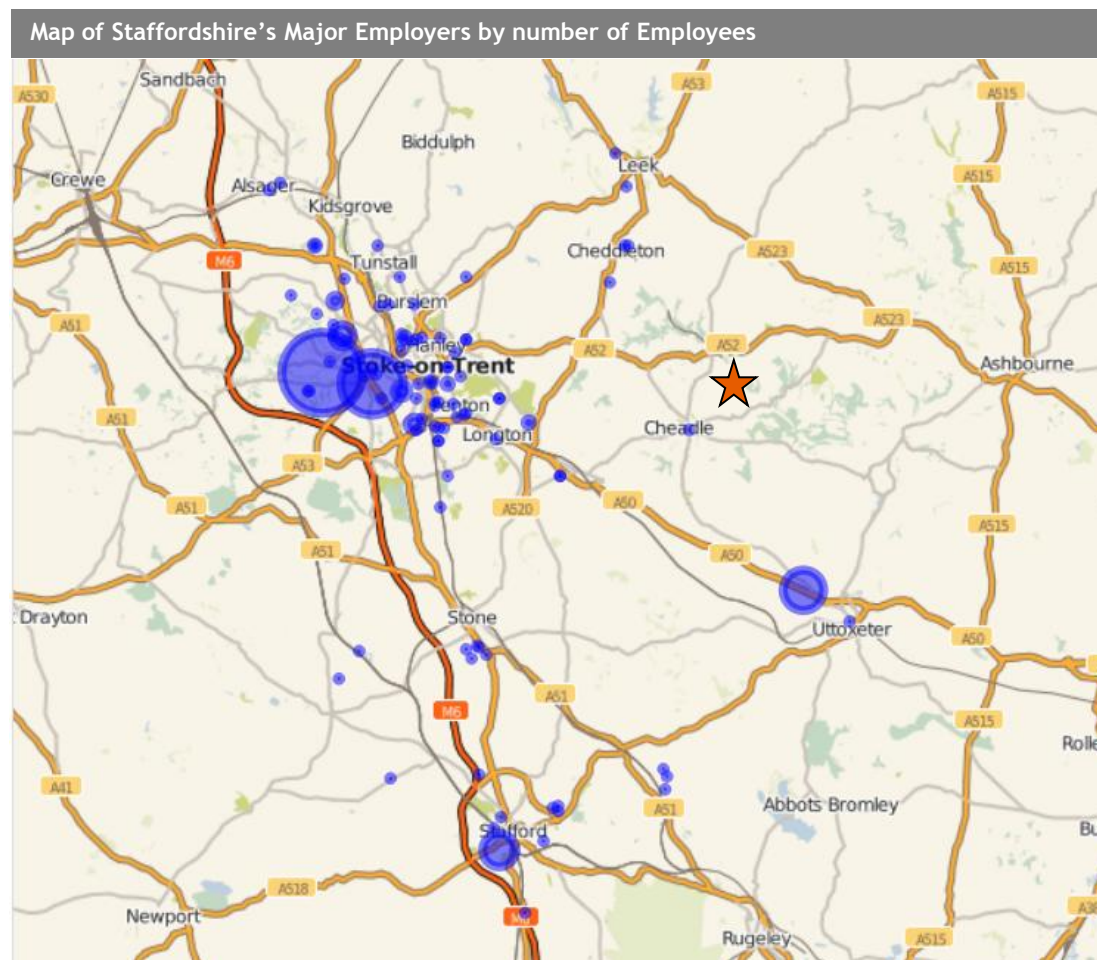 Map of Staffordshire's Major Employers by number of Employees
Sandbach
A53
A530
A515
Biddulph
Leek
Crewe
Alsager
A515
Kidsgrove
Cheddleton
A523
M6
Tunstall
A515
Burslem
A51
A523
Hanley
A52
A52
Stoke-on-Trent
Ashbourne
Fenton
A51
Cheadle
Longton
A53
A51
A520
A50
A515
A51
A50
Drayton
Stone
Uttoxeter
A50
A51
M6
A515
Rolle
A41
Abbots Bromley
A51
Stafford
Bu
A518
Newport
M6
A38
Rugeley
A515